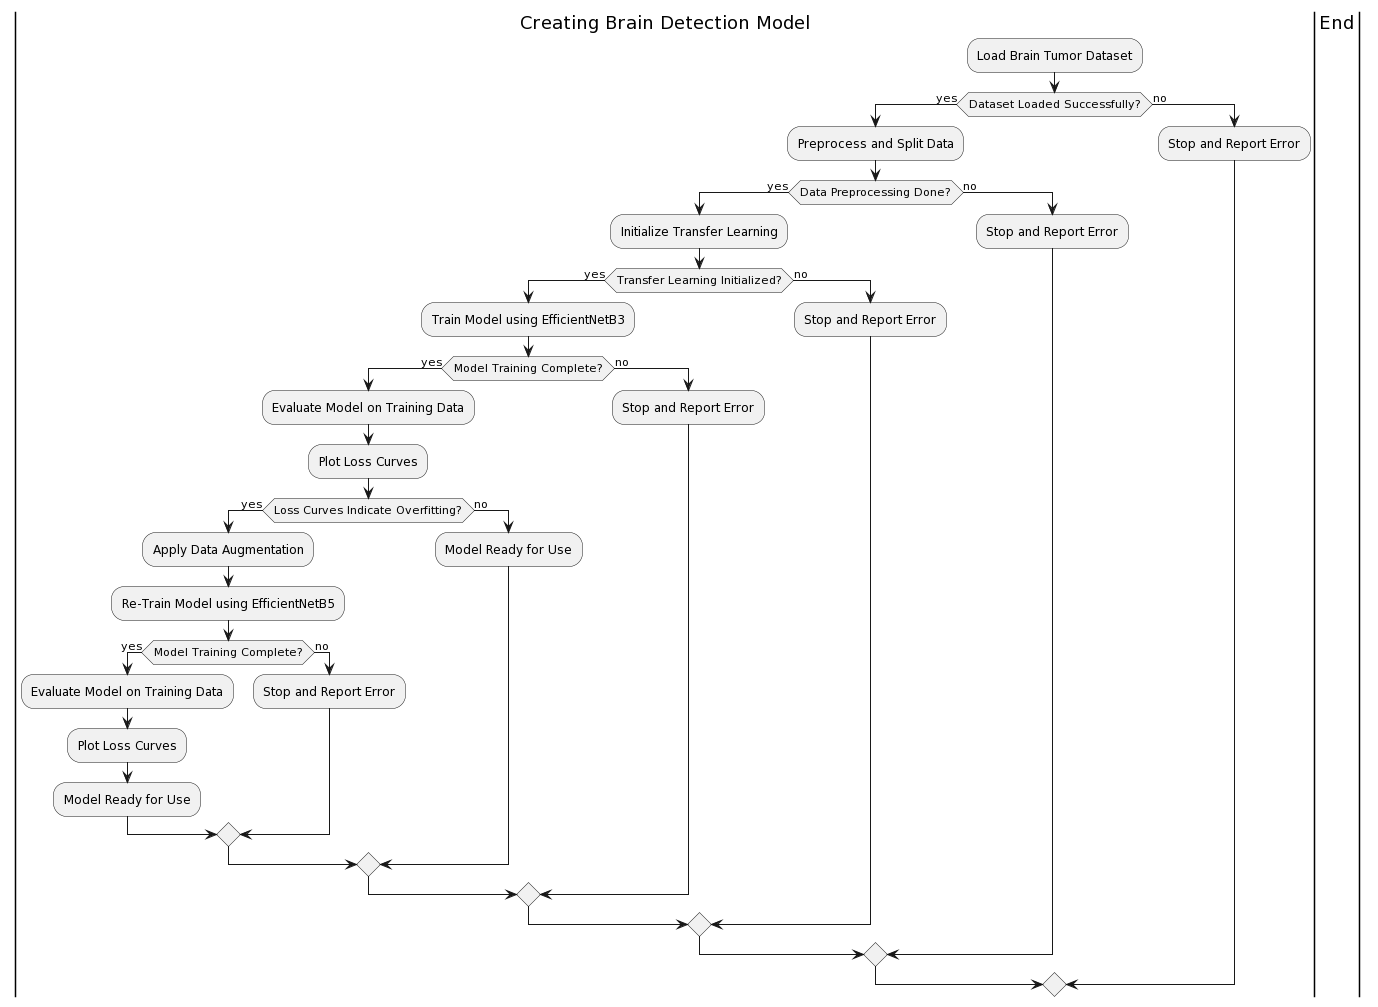 Creating Brain Detection Model
End
Load Brain Tumor Dataset
yes
Dataset Loaded Successfully?
no
Preprocess and Split Data
Stop and Report Error
yes
Data Preprocessing Done?
no
Initialize Transfer Learning
Stop and Report Error
yes
Transfer Learning Initialized?
no
Train Model using EfficientNetB3
Stop and Report Error
yes
Model Training Complete?
no
Evaluate Model on Training Data
Stop and Report Error
Plot Loss Curves
yes
Loss Curves Indicate Overfitting?
no
Apply Data Augmentation
Model Ready for Use
Re-Train Model using EfficientNetB5
yes
Model Training Complete?
no
Evaluate Model on Training Data
Stop and Report Error
Plot Loss Curves
Model Ready for Use